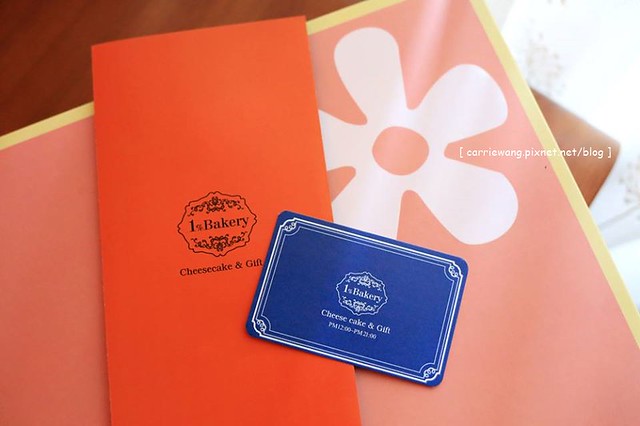 [ carriewang.pixnet.net/blog ]
1%Bakery
Cheesecake & Gift
1%Bakery
Cheese cake & Gift
PM12:00~PM21:00